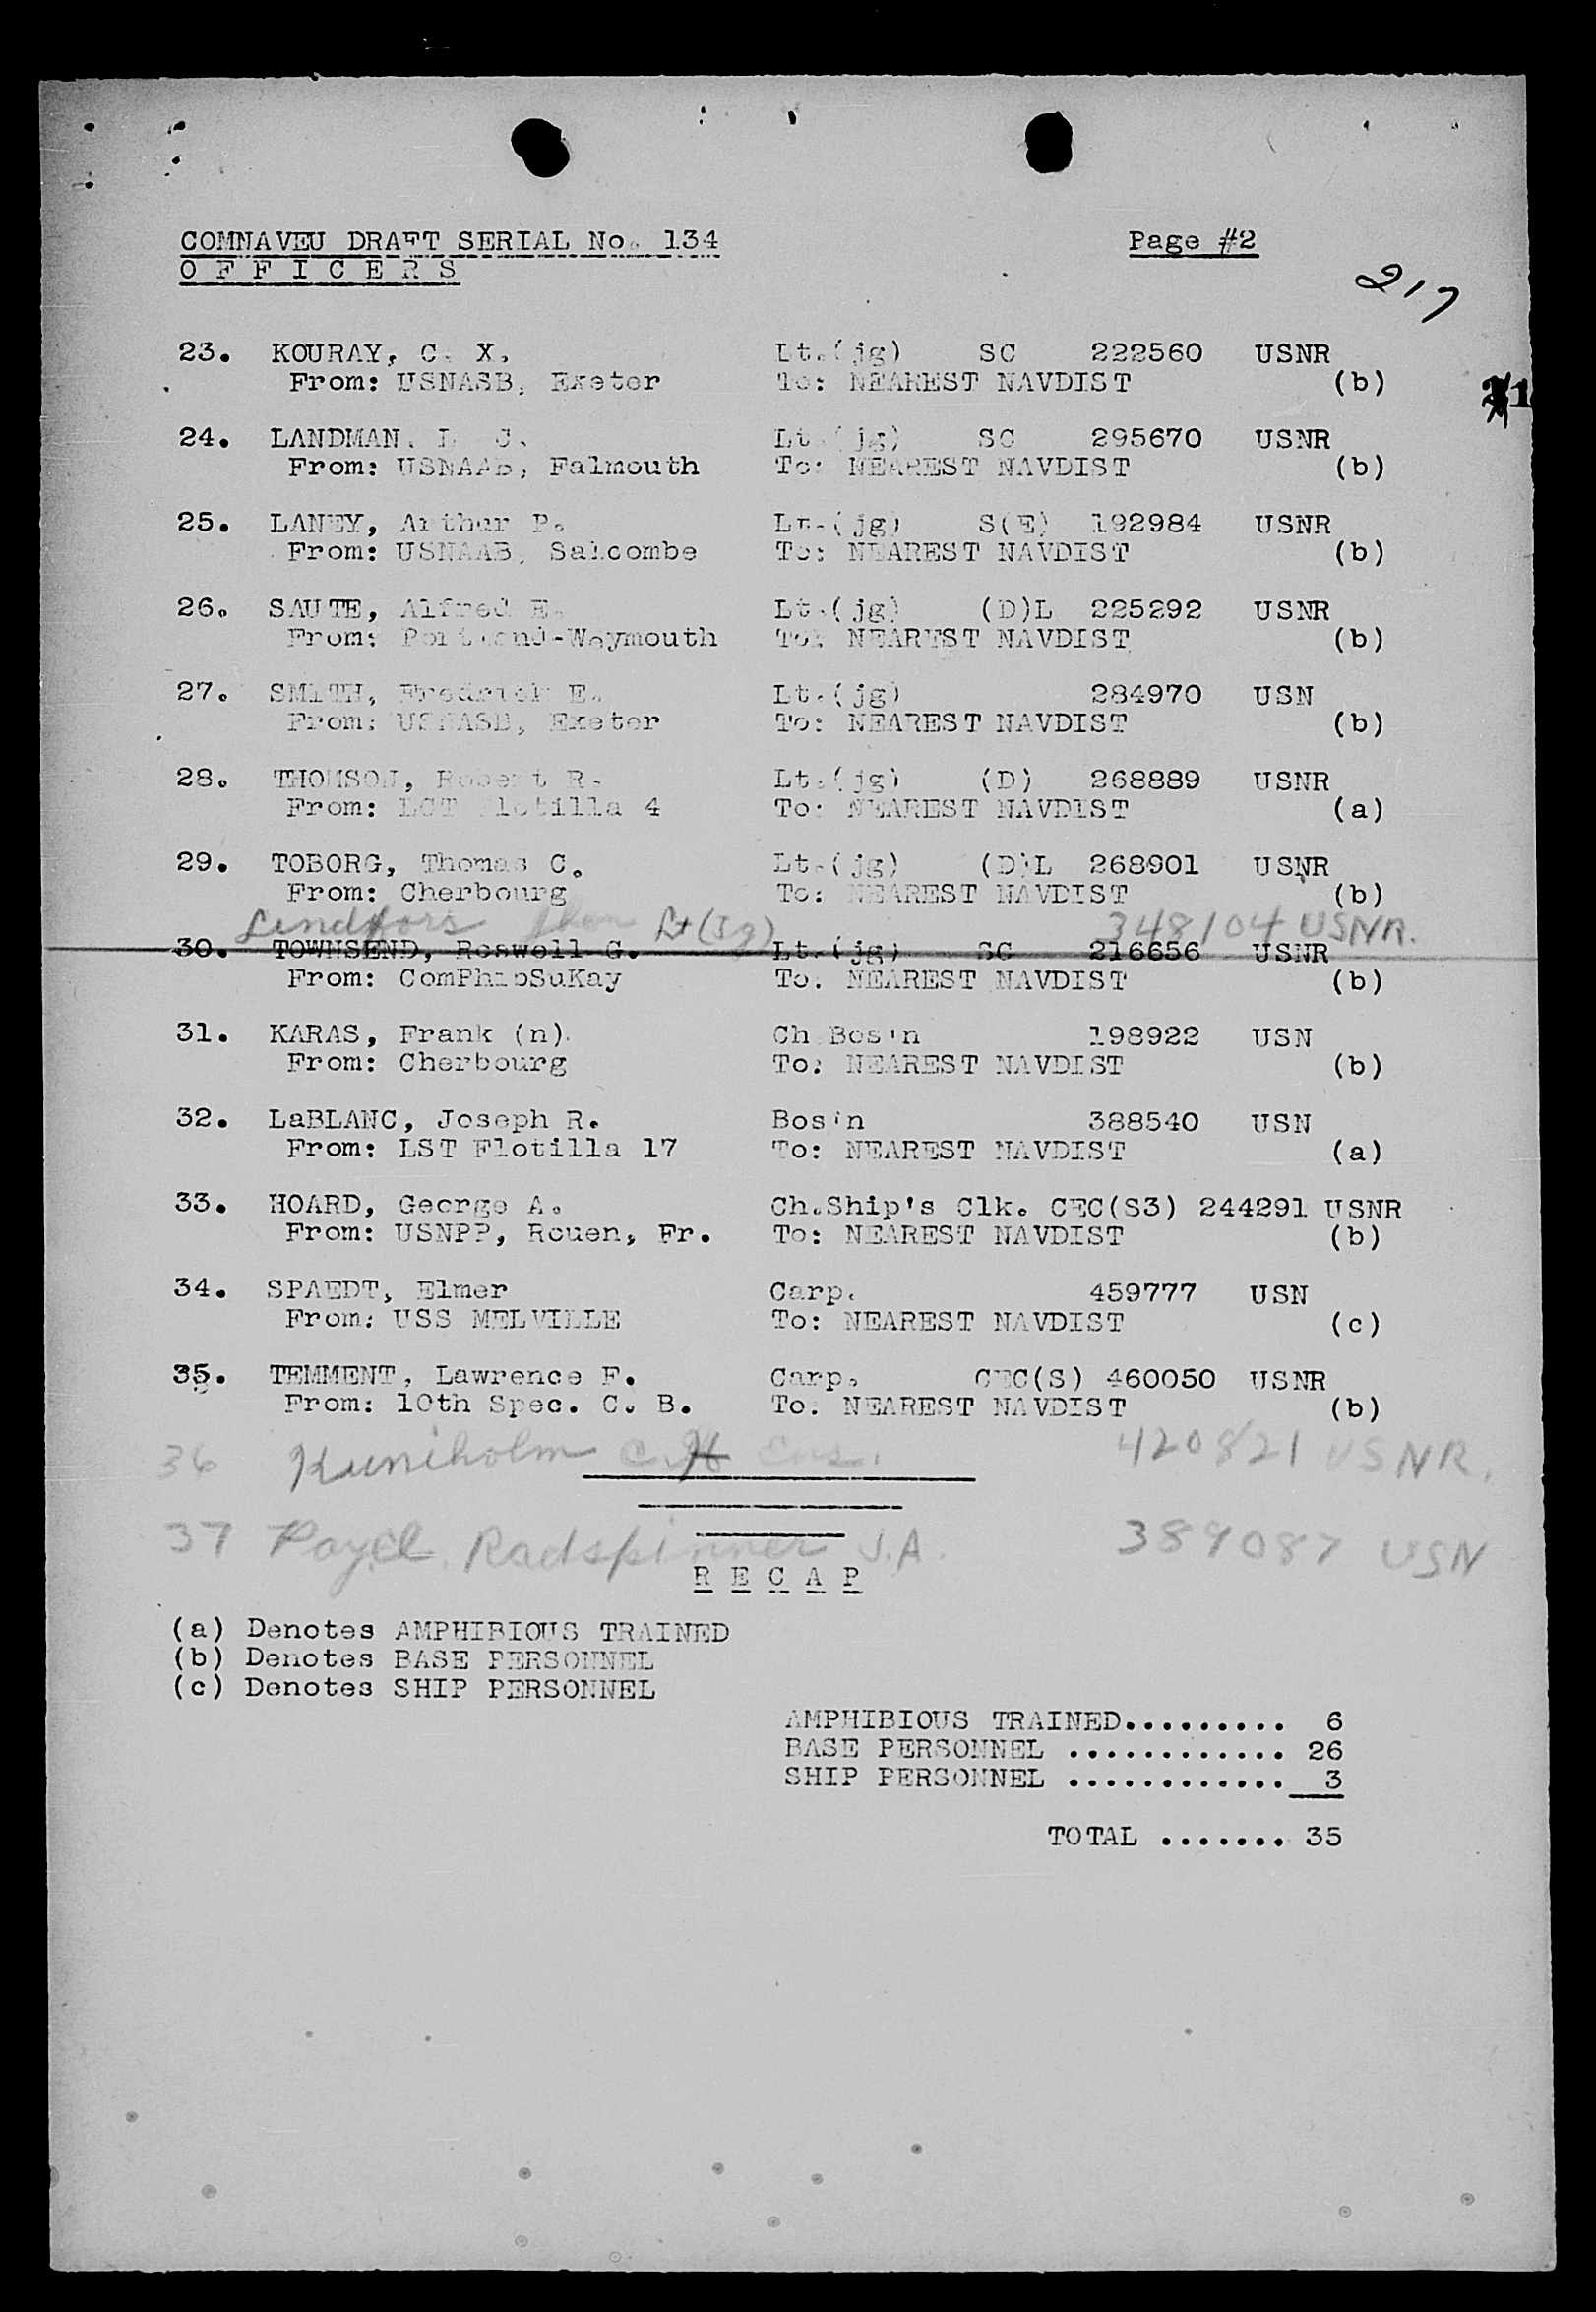 COMNAVEU DRAFT SERIAL No. 134 Page #2
O F F I C E R S
217
23. KOURAY, C. X. Lt.(jg) SC 222560 USNR
From: USNASB, Exeter To: NEAREST NAVDIST (b)
24. LANDMAN, C. Lt.(jg) SC 295670 USNR
From: USNAAB, Falmouth To: NEAREST NAVDIST (b)
25. LANEY, Arthur P. Lt.(jg) S(E) 192984 USNR
From: USNAAB, Salcombe To: NEAREST NAVDIST (b)
26. SAUTE, Alfred E. Lt.(jg) (D)L 225292 USNR
From: Portland-Weymouth To: NEAREST NAVDIST (b)
27. SMITH, Fredrick E. Lt.(jg) 284970 USN
From: USNASB, Exeter To: NEAREST NAVDIST (b)
28. THOMSON, Robert R. Lt.(jg) (D) 268889 USNR
From: LCT Flotilla 4 To: NEAREST NAVDIST (a)
29. TOBORG, Thomas C. Lt.(jg) (D)L 268901 USNR
From: Cherbourg To: NEAREST NAVDIST (b)
Lindfors Lt(Jg) 348104 USNR.
30. TOWNSEND, Roswell G. Lt.(jg) SC 216656 USNR
From: ComPhibSuKay To: NEAREST NAVDIST (b)
31. KARAS, Frank (n) Ch Bos'n 198922 USN
From: Cherbourg To: NEAREST NAVDIST (b)
32. LaBLANC, Joseph R. Bos'n 388540 USN
From: LST Flotilla 17 To: NEAREST NAVDIST (a)
33. HOARD, George A. Ch.Ship's Clk. CEC(S3) 244291 USNR
From: USNPP, Rouen, Fr. To: NEAREST NAVDIST (b)
34. SPAEDT, Elmer Carp. 459777 USN
From: USS MELVILLE To: NEAREST NAVDIST (c)
35. TEMMENT, Lawrence F. Carp. CEC(S) 460050 USNR
From: 10th Spec. C. B. To: NEAREST NAVDIST (b)
36 Kuniholm C.H Ens. 420821 USNR.
37 Radspinner J.A. 389087 USN
R E C A P
(a) Denotes AMPHIBIOUS TRAINED
(b) Denotes BASE PERSONNEL
(c) Denotes SHIP PERSONNEL
AMPHIBIOUS TRAINED......... 6
BASE PERSONNEL ............ 26
SHIP PERSONNEL ............ 3
TOTAL ....... 35